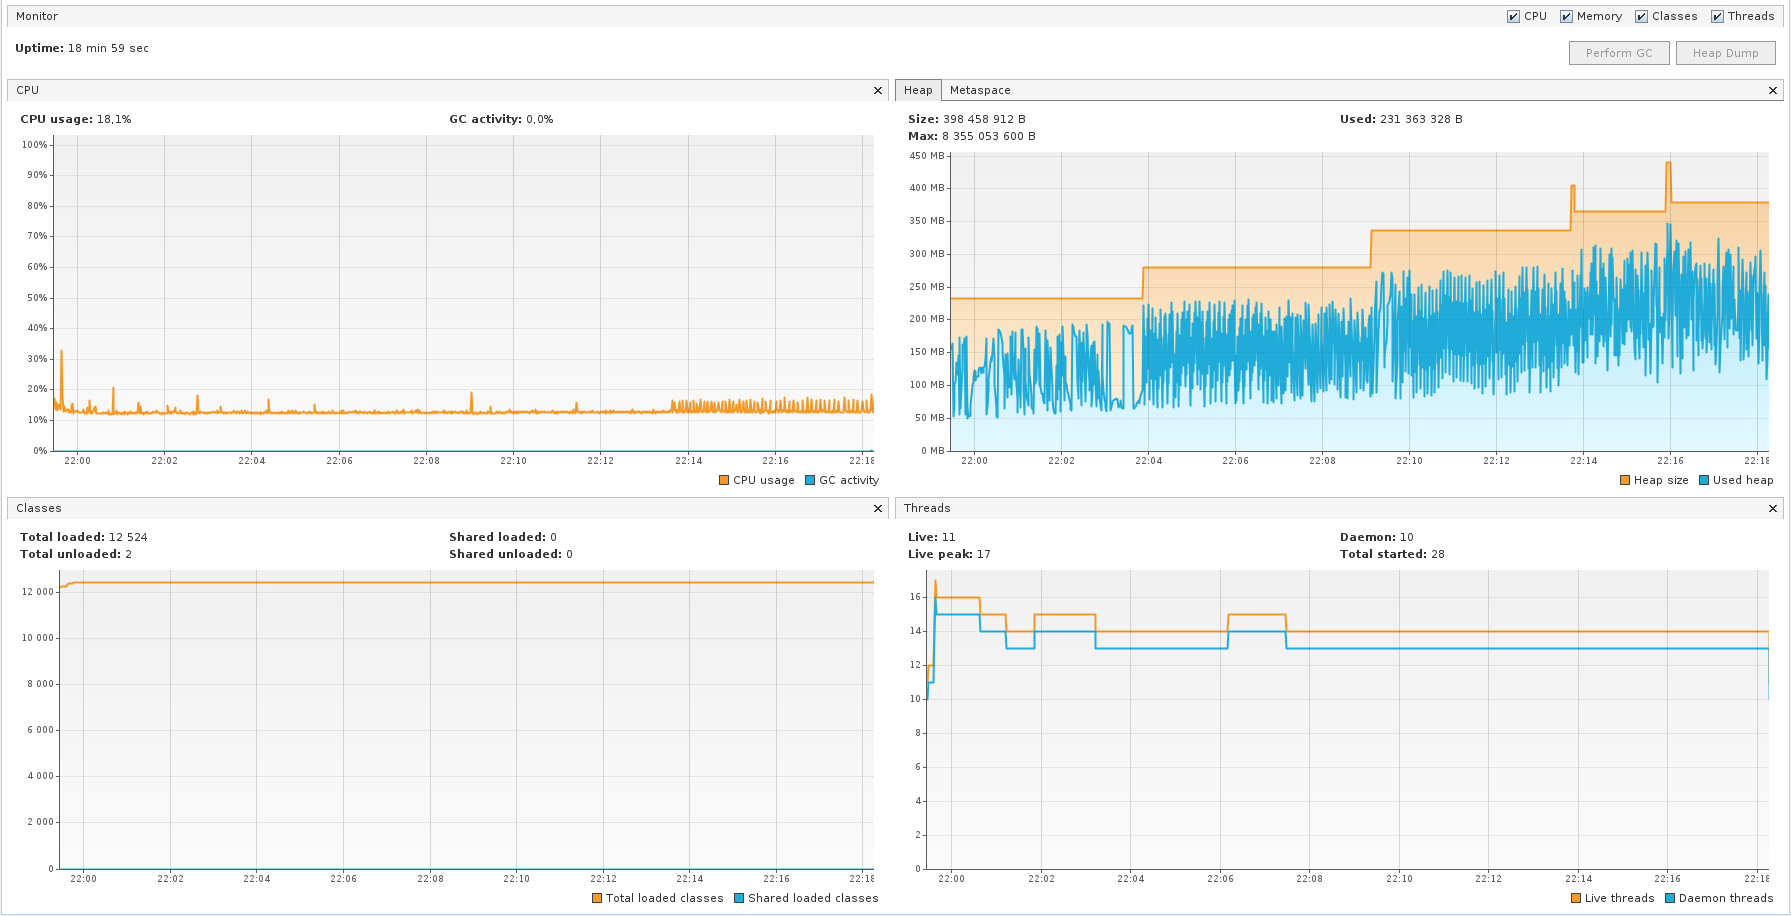 Monitor
CPU Memory Classes Threads
Uptime: 18 min 59 sec
Perform GC Heap Dump
CPU
CPU usage: 18,1% GC activity: 0,0%
100%
90%
80%
70%
60%
50%
40%
30%
20%
10%
0%
22:00 22:02 22:04 22:06 22:08 22:10 22:12 22:14 22:16 22:18
CPU usage GC activity
Heap Metaspace
Size: 398 458 912 B Used: 231 363 328 B
Max: 8 355 053 600 B
450 MB
400 MB
350 MB
300 MB
250 MB
200 MB
150 MB
100 MB
50 MB
0 MB
22:00 22:02 22:04 22:06 22:08 22:10 22:12 22:14 22:16 22:18
Heap size Used heap
Classes
Total loaded: 12 524 Shared loaded: 0
Total unloaded: 2 Shared unloaded: 0
12 000
10 000
8 000
6 000
4 000
2 000
0
22:00 22:02 22:04 22:06 22:08 22:10 22:12 22:14 22:16 22:18
Total loaded classes Shared loaded classes
Threads
Live: 11 Daemon: 10
Live peak: 17 Total started: 28
16
14
12
10
8
6
4
2
0
22:00 22:02 22:04 22:06 22:08 22:10 22:12 22:14 22:16 22:18
Live threads Daemon threads